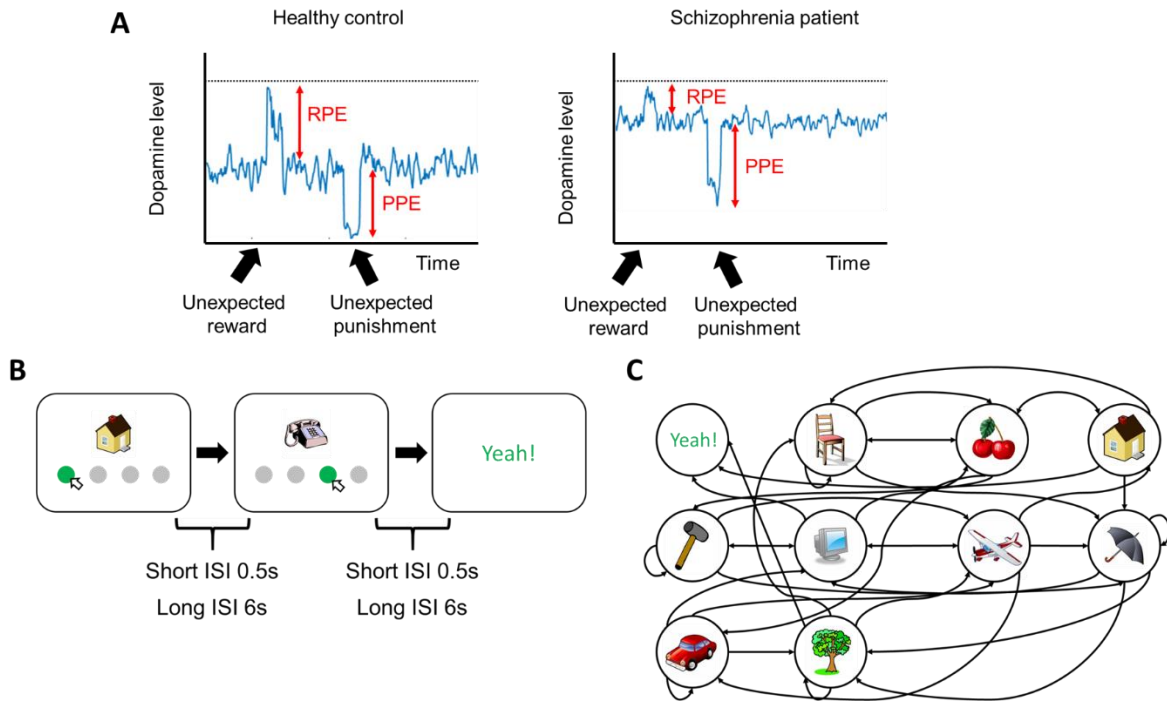 A
Healthy control
Schizophrenia patient
Dopamine level
RPE
PPE
Time
Unexpected
reward
Unexpected
punishment
Dopamine level
RPE
PPE
Time
Unexpected
reward
Unexpected
punishment
B
Yeah!
Short ISI 0.5s
Long ISI 6s
Short ISI 0.5s
Long ISI 6s
C
Yeah!